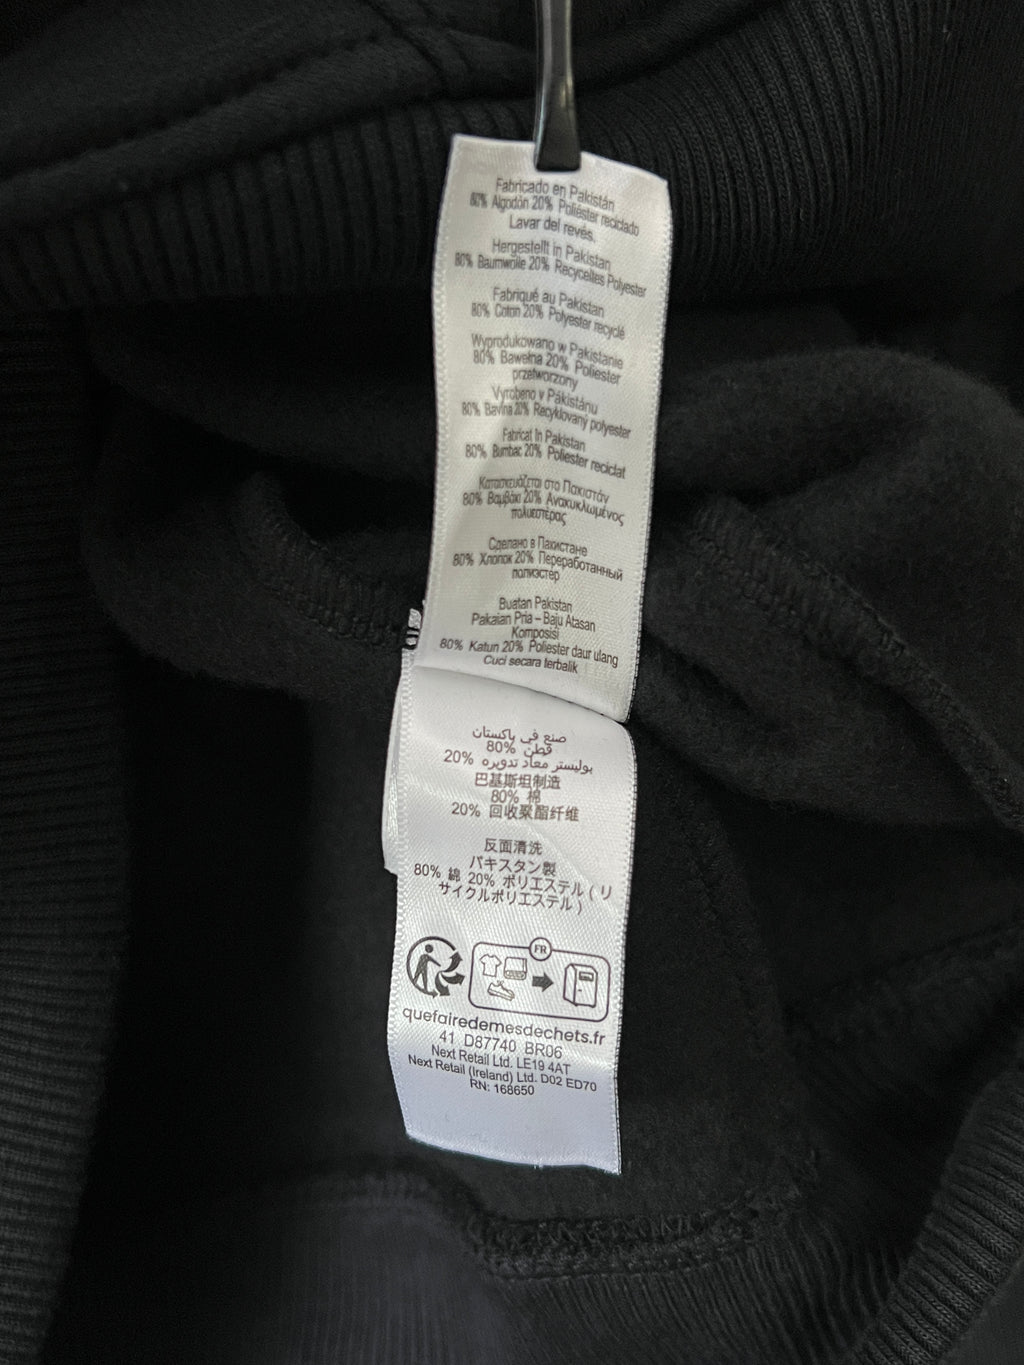 Fabricado en Pakistán
80% Algodón 20% Poliéster reciclado
Lavar del revés.
Hergestellt in Pakistan
80% Baumwolle 20% Recycelltes Polyester
Fabriqué au Pakistan
80% Coton 20% Polyester recyclé
Wyprodukowano w Pakistanie
80% Bawełna 20% Poliester
przetworzony
Vyrobeno v Pákistánu
80% Bavlna 20% Recyklovaný polyester
Fabricat în Pakistan
80% Bumbac 20% Poliester reciclat
Κατασκευάζεται στο Πακιστάν
80% Βαμβάκι 20% Ανακυκλωμένος
πολυεστέρας
Сделано в Пакистане
80% Хлопок 20% Переработанный
полиэстер
Buatan Pakistan
Pakaian Pria – Baju Atasan
Komposisi
80% Katun 20% Poliester daur ulang
Cuci secara terbalik
صنع في باكستان
80% قطن
20% بوليستر معاد تدويره
巴基斯坦制造
80% 棉
20% 回收聚酯纤维
反面清洗
パキスタン製
80% 綿 20% ポリエステル ( リ
サイクルポリエステル )
FR
quefairedemesdechets.fr
41 D87740 BR06
Next Retail Ltd. LE19 4AT
Next Retail (Ireland) Ltd. D02 ED70
RN: 168650